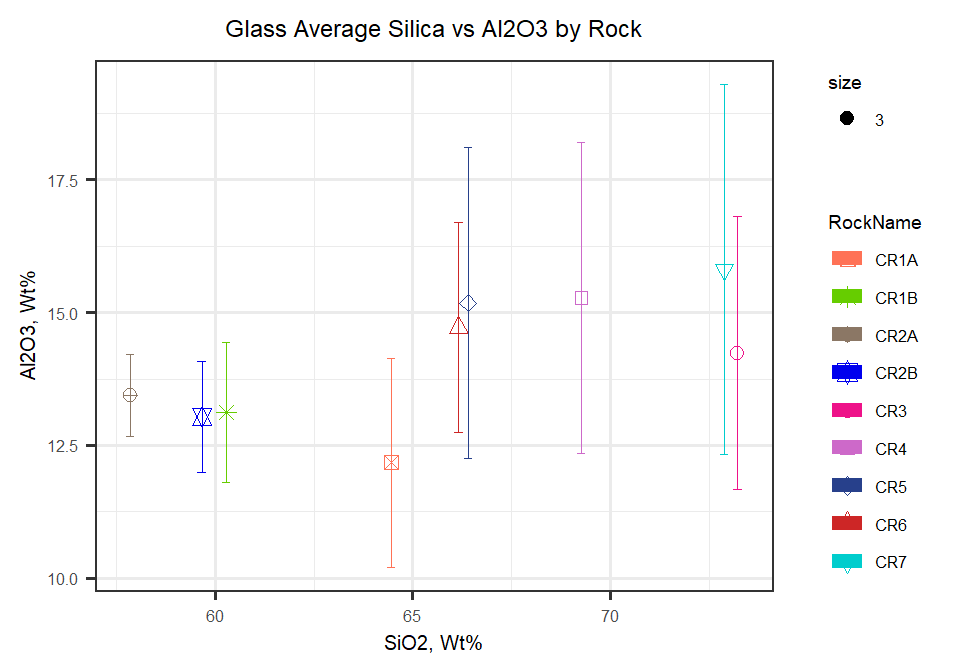 Glass Average Silica vs Al2O3 by Rock
17.5
15.0
12.5
10.0
Al2O3, Wt%
60
65
70
SiO2, Wt%
size
3
RockName
CR1A
CR1B
CR2A
CR2B
CR3
CR4
CR5
CR6
CR7